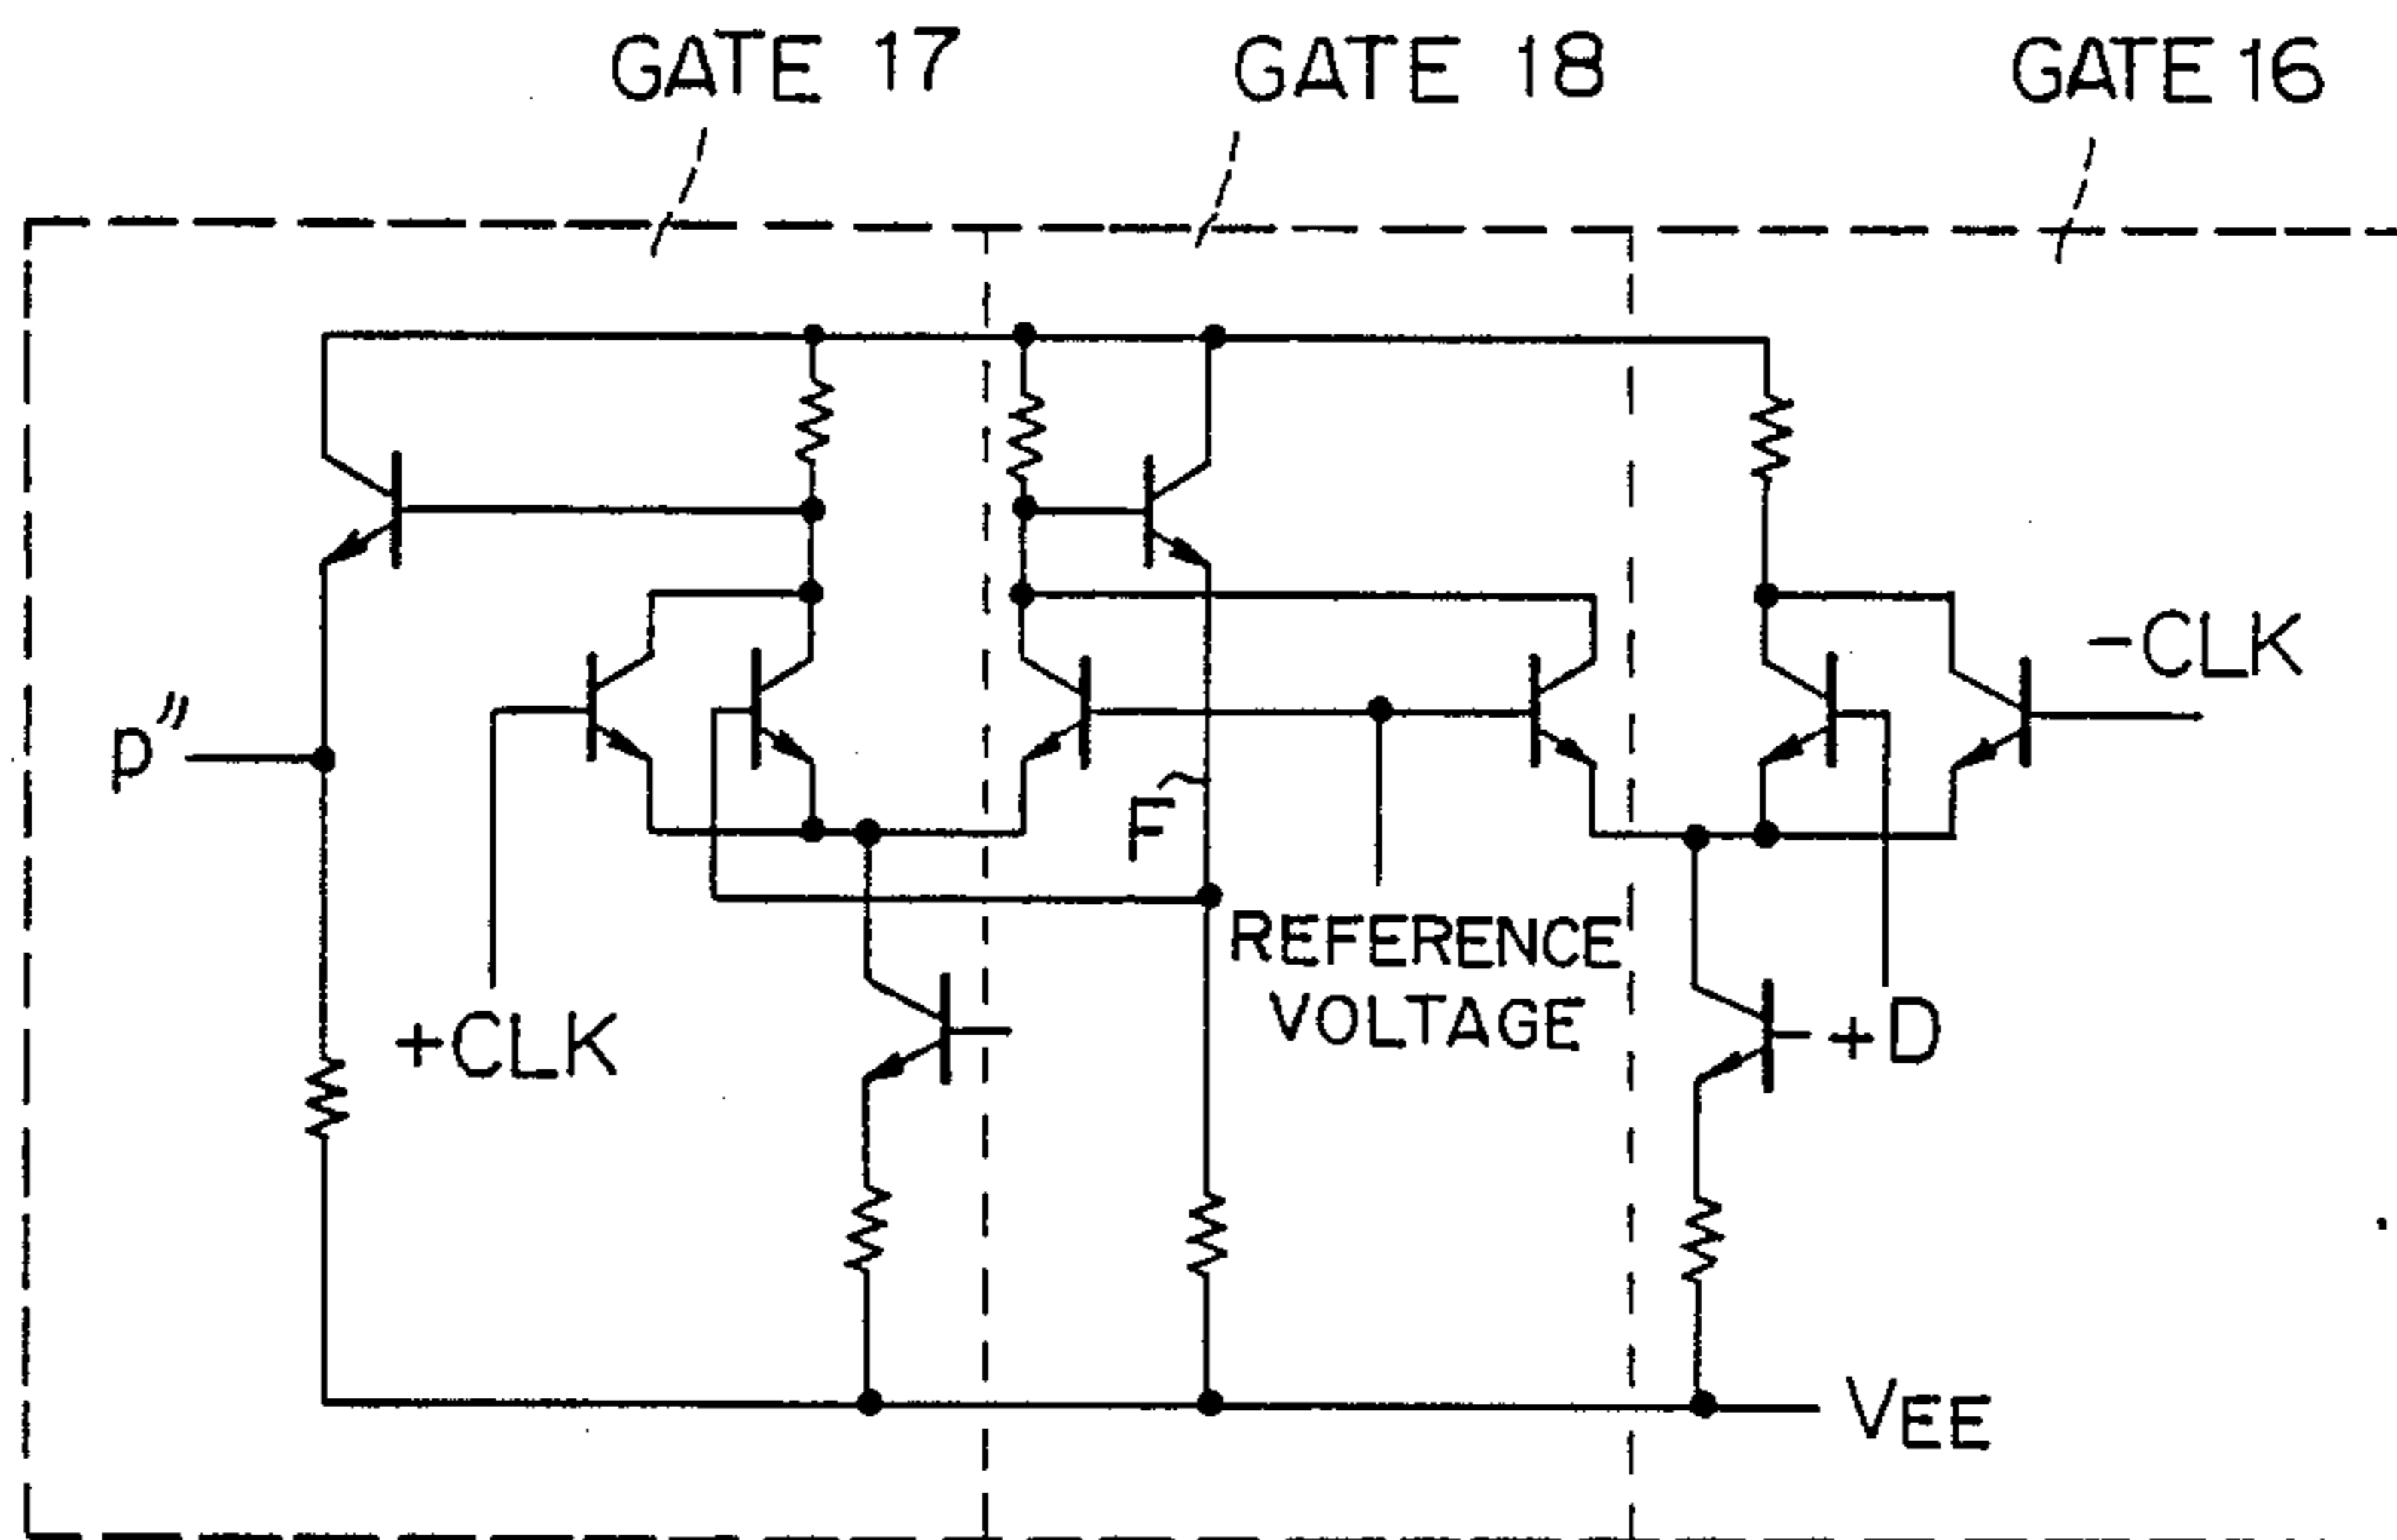 GATE 17
GATE 18
GATE 16
-CLK
P"
F
REFERENCE
VOLTAGE
+CLK
+D
VEE